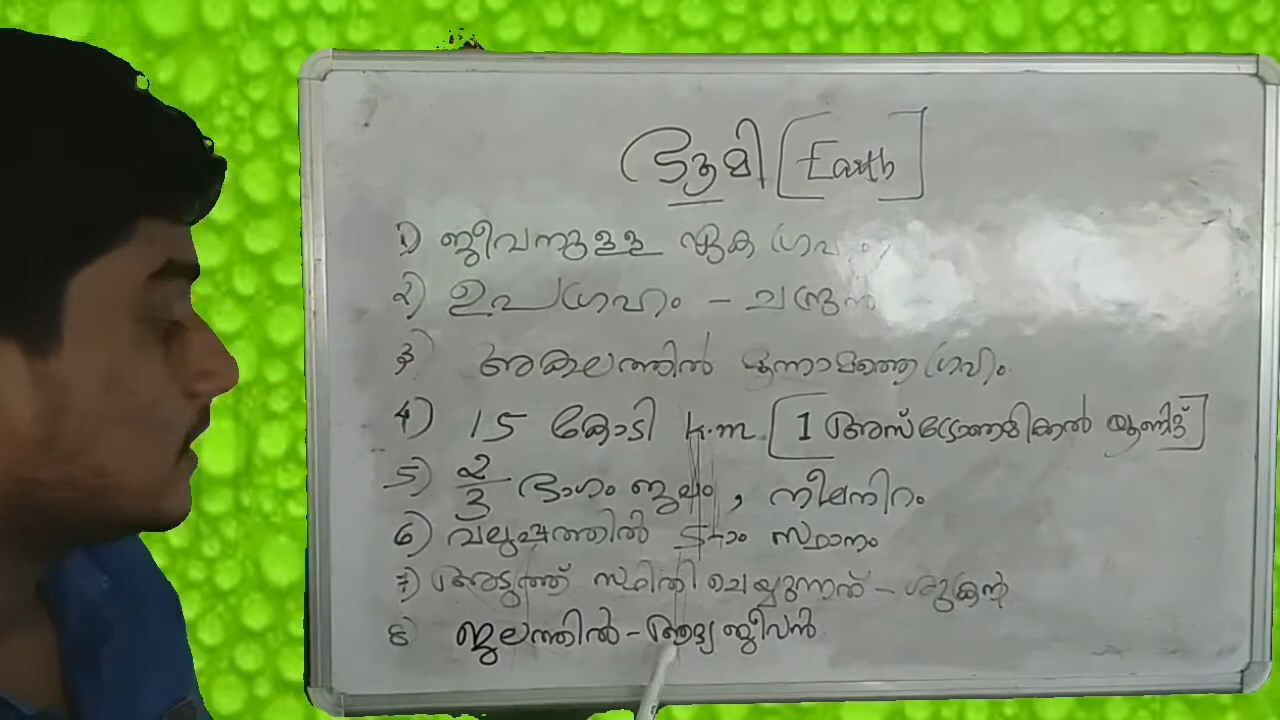 ഭൂമി [Earth]
1) ജീവനുള്ള ഏക ഗ്രഹം
2) ഉപഗ്രഹം - ചന്ദ്രൻ
3) അകലത്തിൽ മൂന്നാമത്തെ ഗ്രഹം
4) 15 കോടി k.m [1 അസ്ട്രോണമിക്കൽ യൂണിറ്റ്]
5) 2/3 ഭാഗം ജലം, നീലനിറം
6) വലുപ്പത്തിൽ 5-ാം സ്ഥാനം
7) അടുത്ത് സ്ഥിതി ചെയ്യുന്നത് - ശുക്രൻ
8) ജലത്തിൽ - ആദ്യ ജീവൻ